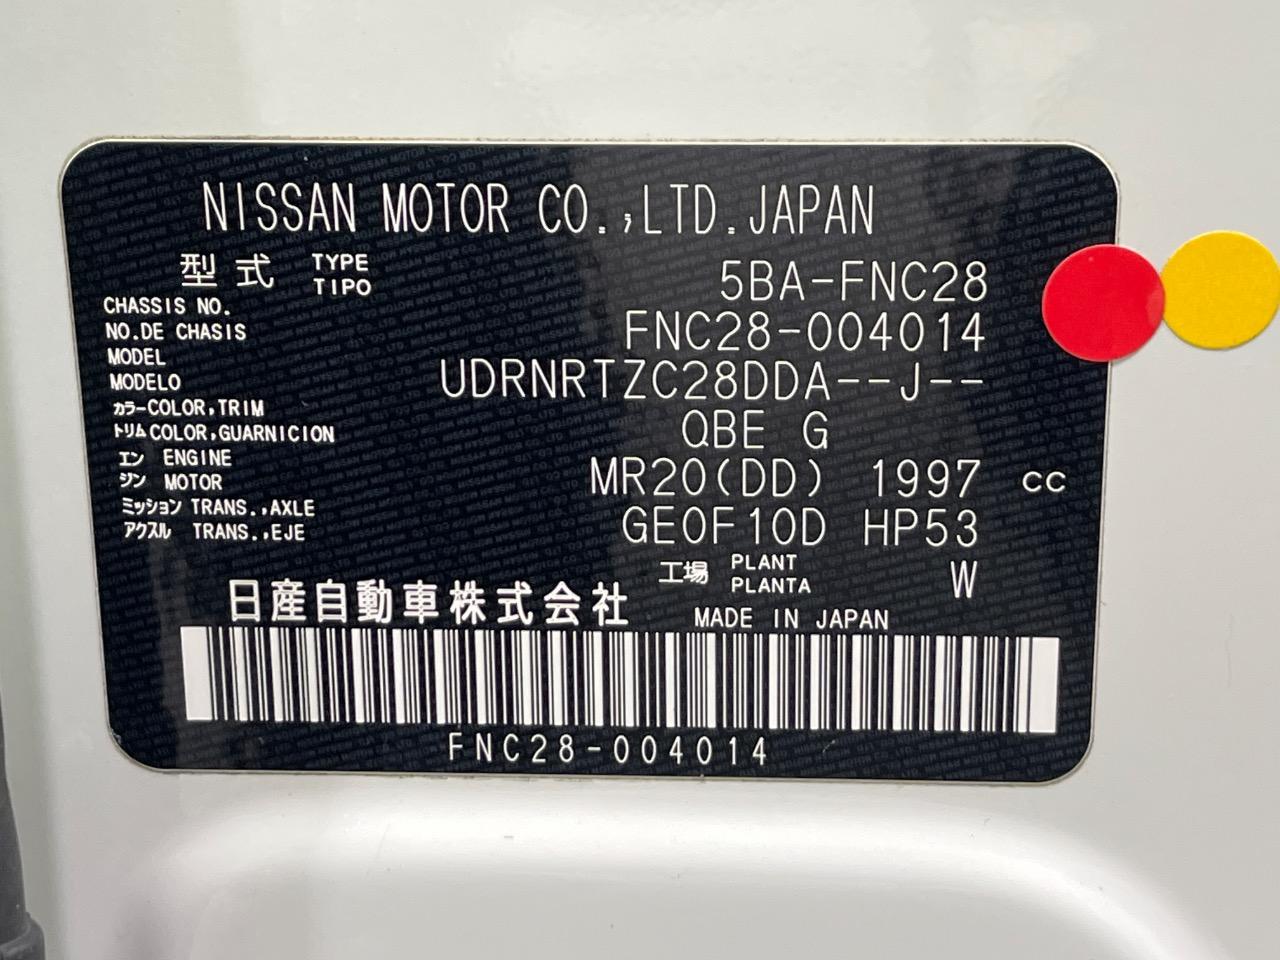 NISSAN MOTOR CO.,LTD.JAPAN
型式 TYPE TIPO 5BA-FNC28
CHASSIS NO.
NO.DE CHASIS FNC28-004014
MODEL
MODELO UDRNRTZC28DDA--J--
カラー COLOR,TRIM
トリム COLOR,GUARNICION QBE G
エン ENGINE
ジン MOTOR MR20(DD) 1997 CC
ミッション TRANS.,AXLE
アクスル TRANS.,EJE GE0F10D HP53
工場 PLANT PLANTA W
日産自動車株式会社 MADE IN JAPAN
FNC28-004014